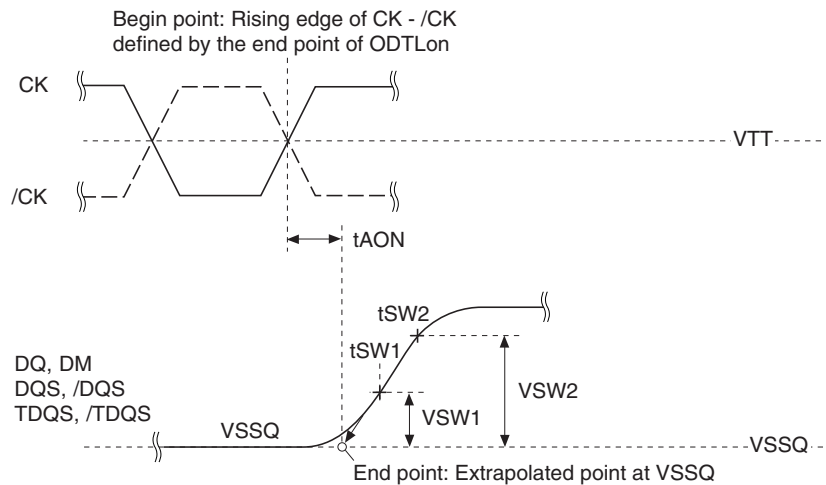 Begin point: Rising edge of CK - /CK
defined by the end point of ODTLon
CK
VTT
/CK
tAON
tSW2
tSW1
DQ, DM
DQS, /DQS
TDQS, /TDQS
VSW2
VSW1
VSSQ
VSSQ
End point: Extrapolated point at VSSQ